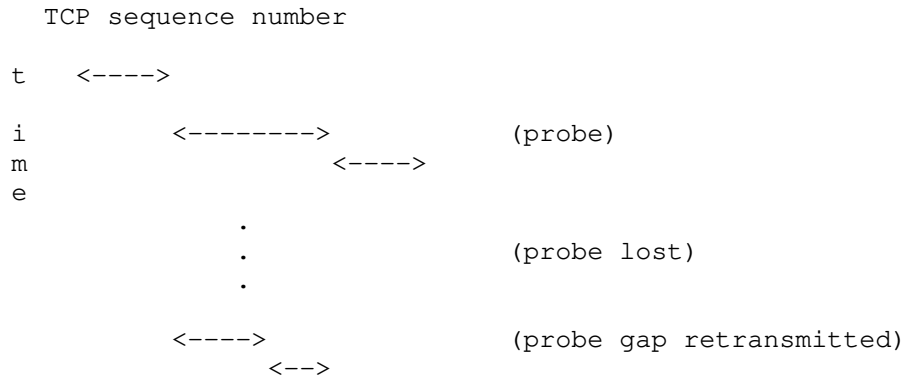 TCP sequence number
t <---->
i <--------> (probe)
m <---->
e
.
. (probe lost)
.
<----> (probe gap retransmitted)
<-->